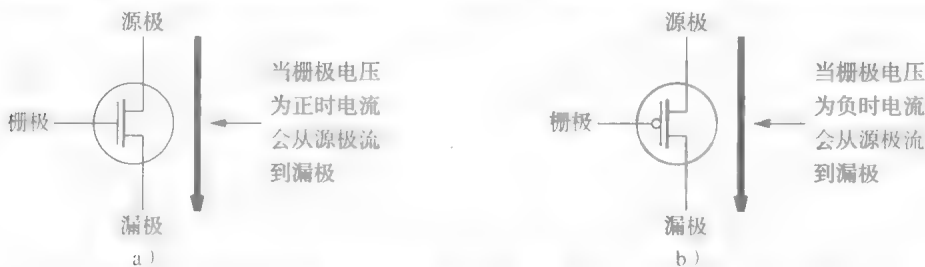 源极
栅极
当栅极电压
为正时电流
会从源极流
到漏极
漏极
a）
源极
栅极
当栅极电压
为负时电流
会从源极流
到漏极
漏极
b）